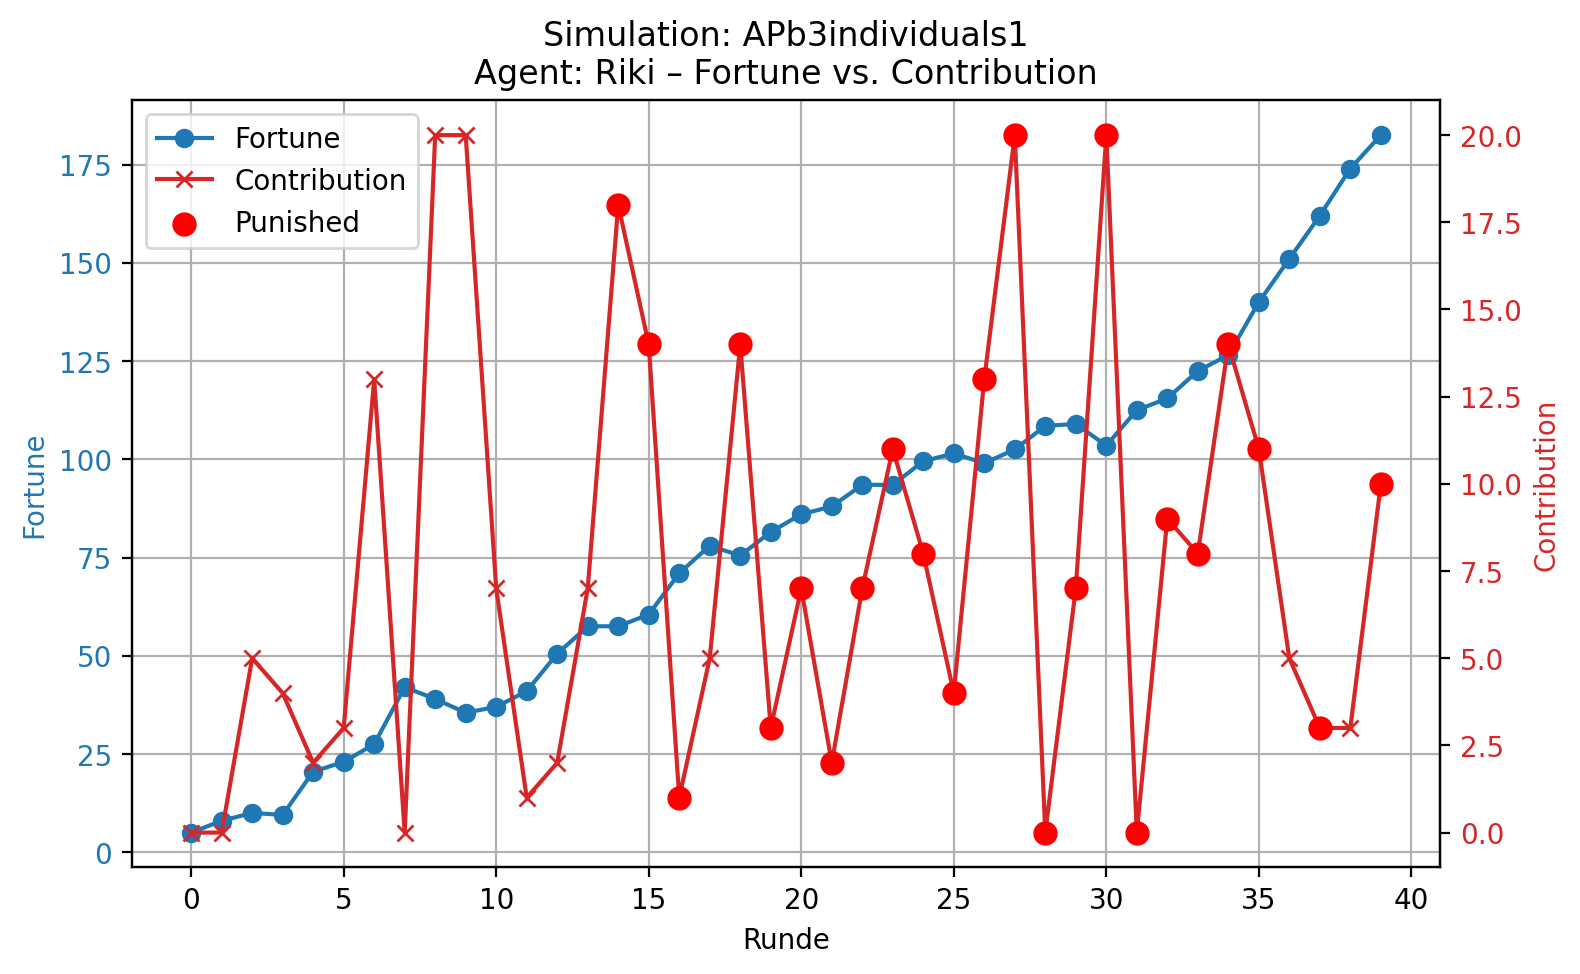 Simulation: APb3individuals1
Agent: Riki – Fortune vs. Contribution
Fortune
Contribution
Punished
175
150
125
100
75
50
25
0
Fortune
20.0
17.5
15.0
12.5
10.0
7.5
5.0
2.5
0.0
Contribution
0 5 10 15 20 25 30 35 40
Runde